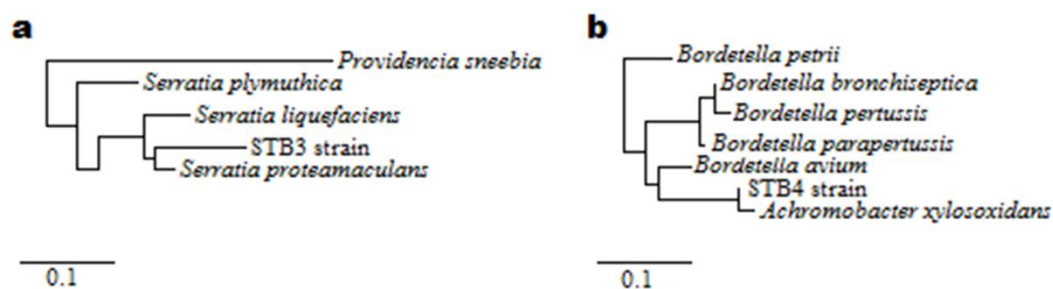 a
Providencia sneebia
Serratia plymuthica
Serratia liquefaciens
STB3 strain
Serratia proteamaculans
0.1
b
Bordetella petrii
Bordetella bronchiseptica
Bordetella pertussis
Bordetella parapertussis
Bordetella avium
STB4 strain
Achromobacter xylosoxidans
0.1